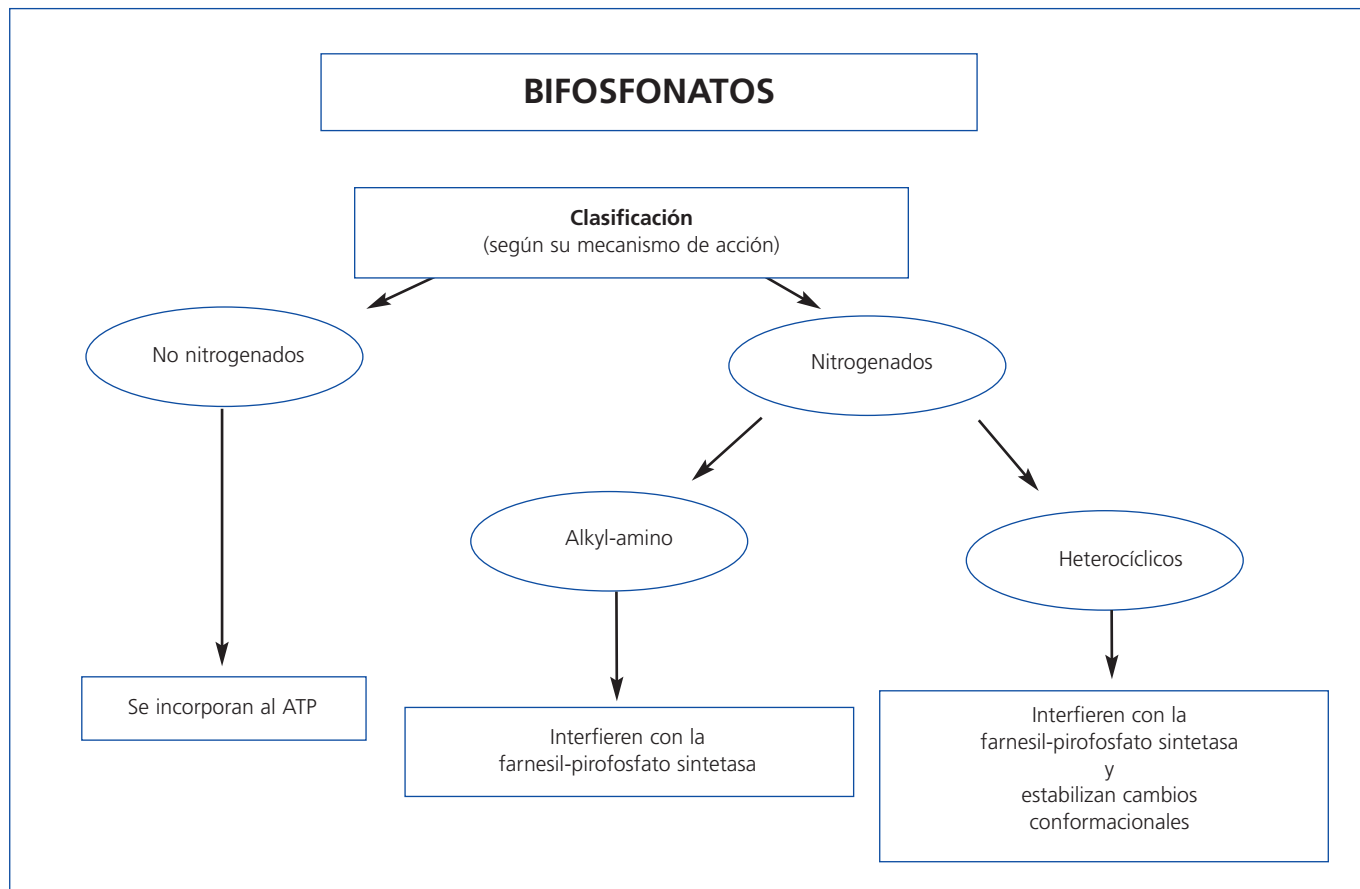 BIFOSFONATOS
Clasificación
(según su mecanismo de acción)
No nitrogenados
Nitrogenados
Alkyl-amino
Heterocíclicos
Se incorporan al ATP
Interfieren con la
farnesil-pirofosfato sintetasa
Interfieren con la
farnesil-pirofosfato sintetasa
y
estabilizan cambios
conformacionales